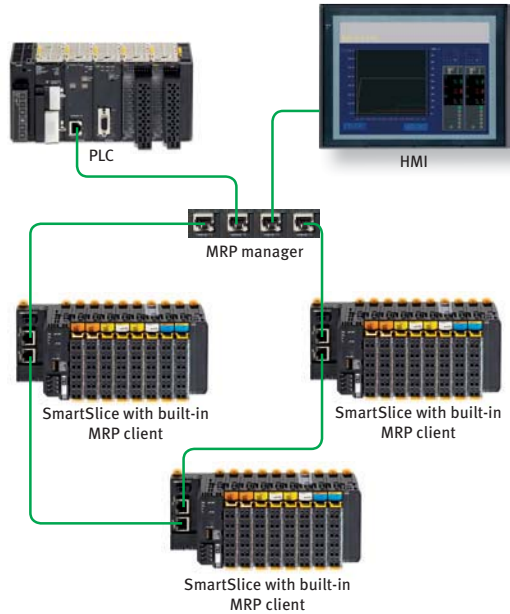 PLC
HMI
MRP manager
SmartSlice with built-in
MRP client
SmartSlice with built-in
MRP client
SmartSlice with built-in
MRP client